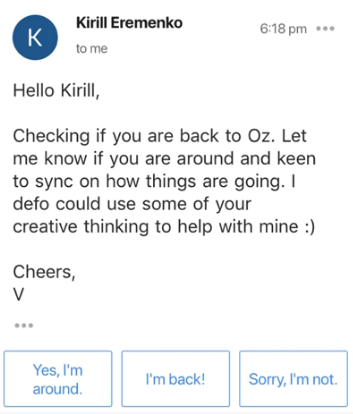 K
Kirill Eremenko
6:18 pm
to me
Hello Kirill,
Checking if you are back to Oz. Let
me know if you are around and keen
to sync on how things are going. I
defo could use some of your
creative thinking to help with mine :)
Cheers,
V
Yes, I'm
around.
I'm back!
Sorry, I'm not.